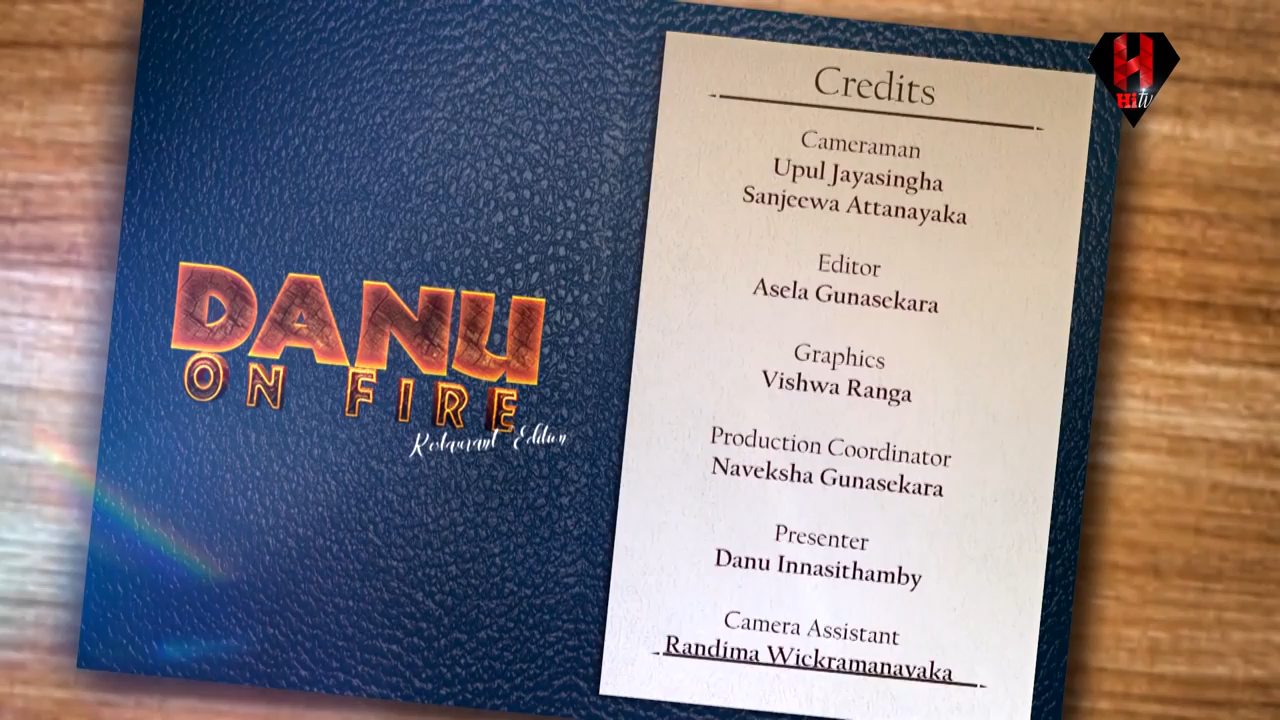 DANU
ON FIRE
Restaurant Edition
Credits
Cameraman
Upul Jayasingha
Sanjeewa Attanayaka
Editor
Asela Gunasekara
Graphics
Vishwa Ranga
Production Coordinator
Naveksha Gunasekara
Presenter
Danu Innasithamby
Camera Assistant
Randima Wickramanayaka
H
Hitv